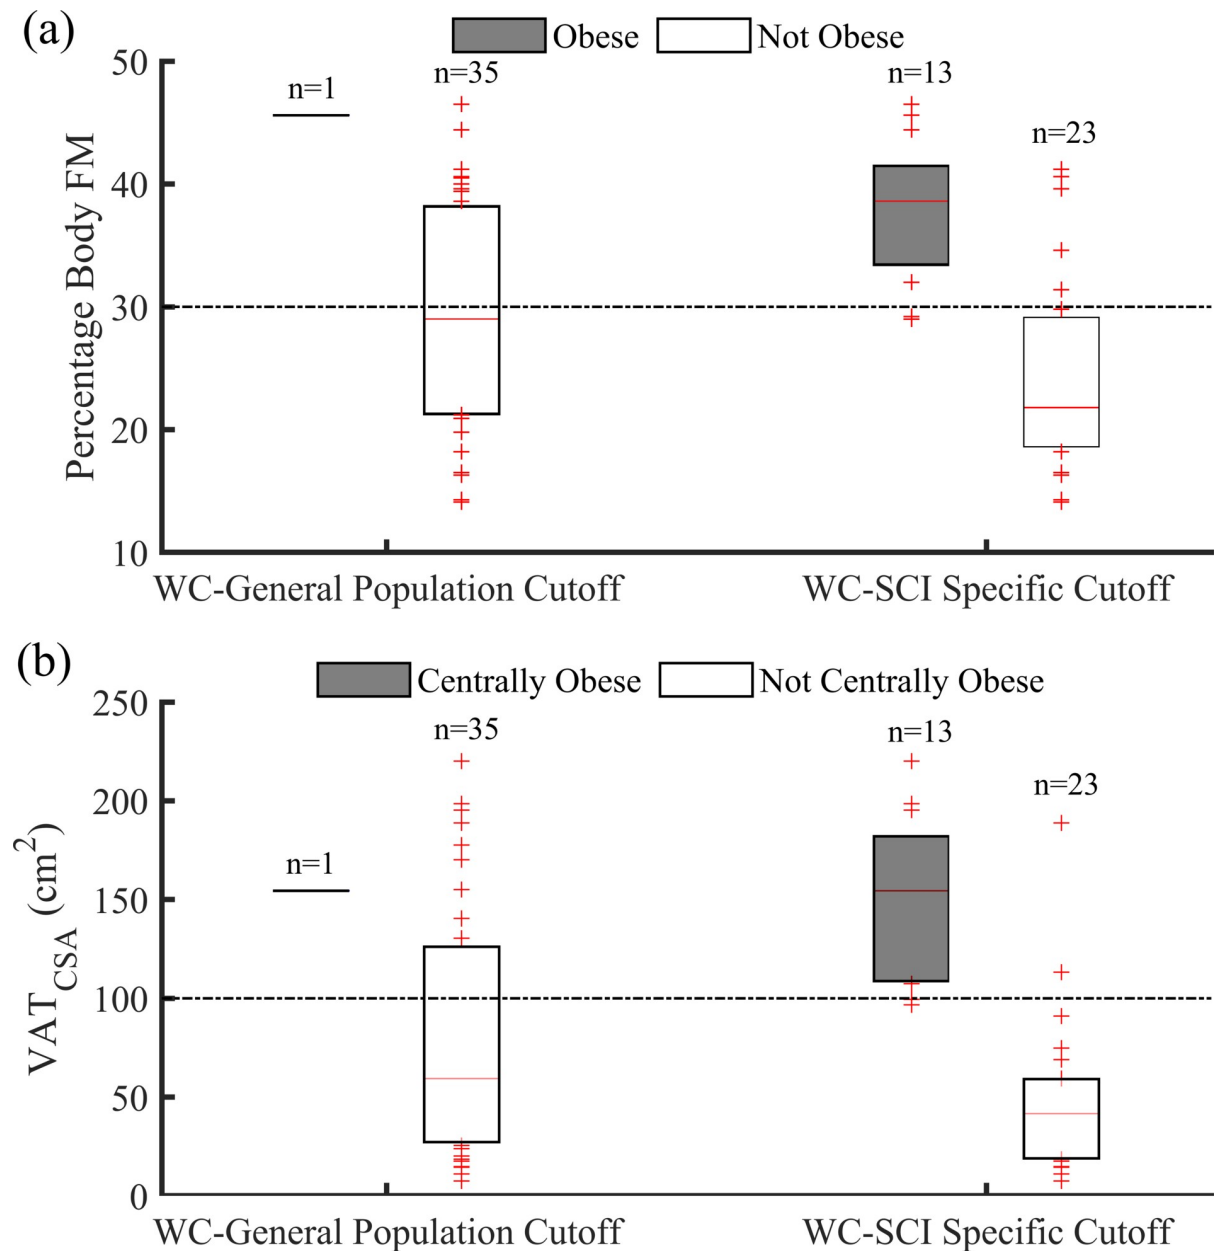 (a)
Obese Not Obese
50
40
30
20
10
Percentage Body FM
n=1
n=35
n=13
n=23
WC-General Population Cutoff WC-SCI Specific Cutoff
(b)
Centrally Obese Not Centrally Obese
250
200
150
100
50
0
VAT_CSA (cm²)
n=1
n=35
n=13
n=23
WC-General Population Cutoff WC-SCI Specific Cutoff